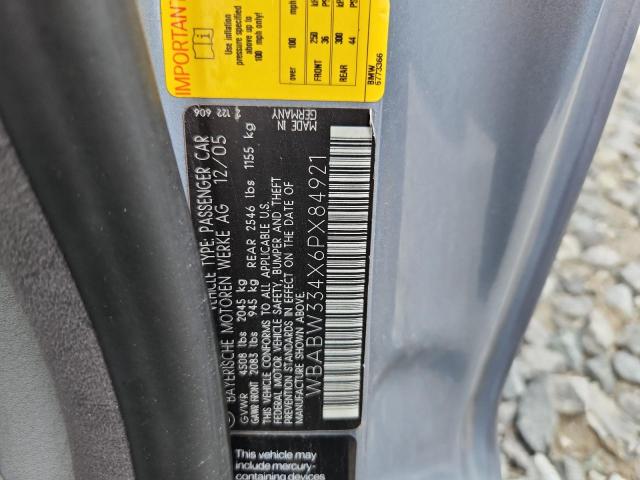 IMPORTANT
Use inflation
pressure specified
above up to
100 mph only!
mph kP PS
over 100 FRONT 250 36 REAR 300 44
BMW
6773366
122 606
MADE IN
GERMANY
VEHICLE TYPE: PASSENGER CAR
BAYERISCHE MOTOREN WERKE AG 12/05
GVWR 4508 lbs 2045 kg
GAWR FRONT 2083 lbs 945 kg REAR 2546 lbs 1155 kg
THIS VEHICLE CONFORMS TO ALL APPLICABLE U.S.
FEDERAL MOTOR VEHICLE SAFETY, BUMPER AND THEFT
PREVENTION STANDARDS IN EFFECT ON THE DATE OF
MANUFACTURE SHOWN ABOVE.
WBABW334X6PX84921
This vehicle may
include mercury-